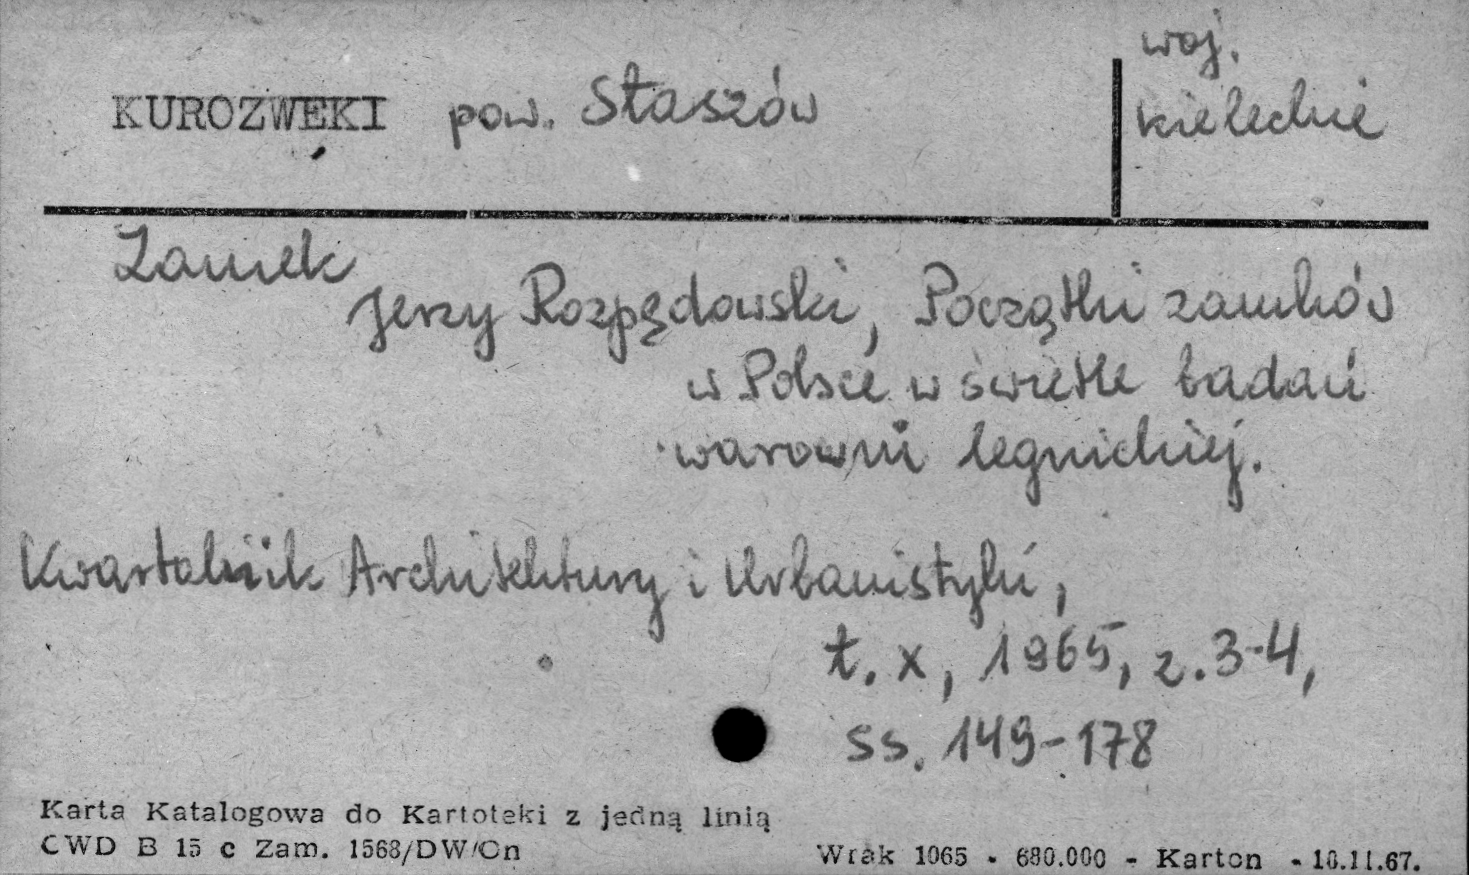 KUROZWĘKI pow. Staszów
woj.
kieleckie
Zamek
Jerzy Rozpędowski, Początki zamków
w Polsce w świetle badań
warowni legnickiej.
Kwartalnik Architektury i Urbanistyki,
t. X, 1965, z. 3-4,
ss. 149-178
Karta Katalogowa do Kartoteki z jedną linią
CWD B 15 c Zam. 1568/DW/Cn
Wrak 1065 - 680.000 - Karton - 10.11.67.